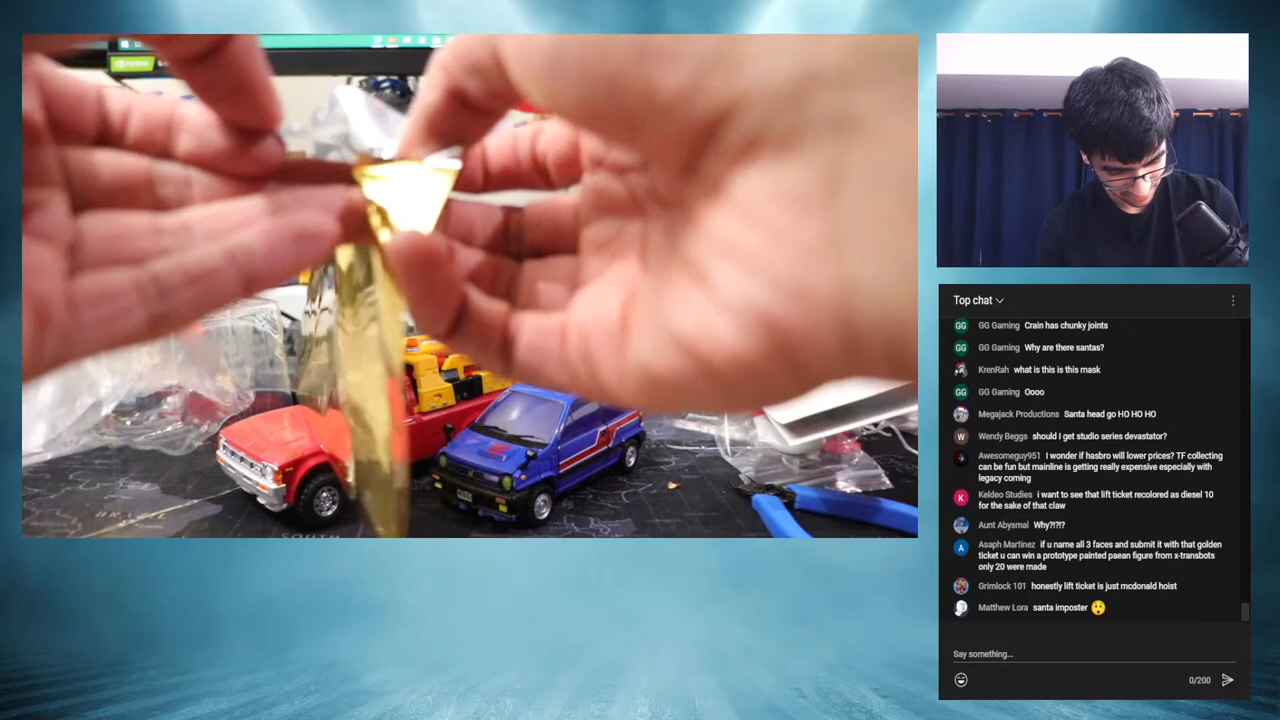 Top chat
GG GG Gaming Crain has chunky joints
GG GG Gaming Why are there santas?
KrenRah what is this is this mask
GG GG Gaming Oooo
Megajack Productions Santa head go HO HO HO
W Wendy Beggs should I get studio series devastator?
Awesomeguy951 I wonder if hasbro will lower prices? TF collecting
can be fun but mainline is getting really expensive especially with
legacy coming
K Keldeo Studies i want to see that lift ticket recolored as diesel 10
for the sake of that claw
Aunt Abysmal Why?!?!?
A Asaph Martinez if u name all 3 faces and submit it with that golden
ticket u can win a prototype painted paean figure from x-transbots
only 20 were made
Grimlock 101 honestly lift ticket is just mcdonald hoist
Matthew Lora santa imposter 😲
Say something...
0/200